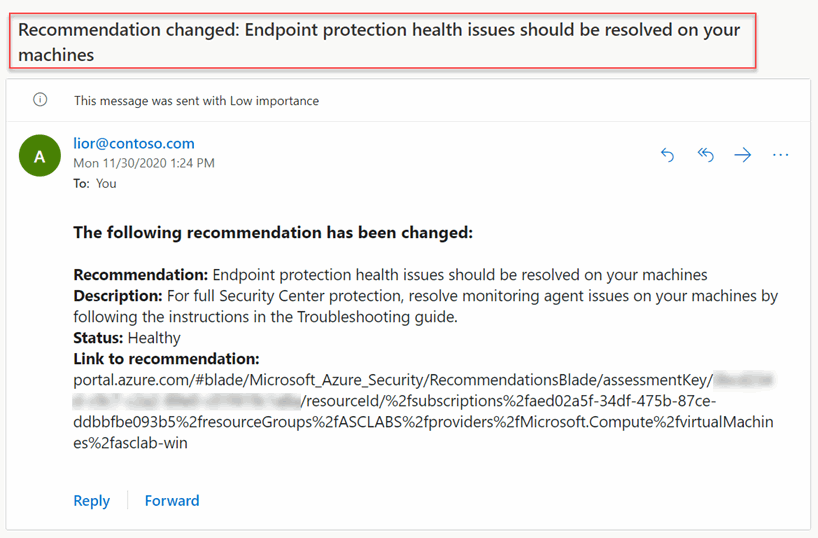 Recommendation changed: Endpoint protection health issues should be resolved on your
machines
This message was sent with Low importance
A
lior@contoso.com
Mon 11/30/2020 1:24 PM
To: You
The following recommendation has been changed:
Recommendation: Endpoint protection health issues should be resolved on your machines
Description: For full Security Center protection, resolve monitoring agent issues on your machines by
following the instructions in the Troubleshooting guide.
Status: Healthy
Link to recommendation:
portal.azure.com/#blade/Microsoft_Azure_Security/RecommendationsBlade/assessmentKey/
/resourceId/%2fsubscriptions%2faed02a5f-34df-475b-87ce-
ddbbfbe093b5%2fresourceGroups%2fASCLABS%2fproviders%2fMicrosoft.Compute%2fvirtualMachin
es%2fasclab-win
Reply
Forward